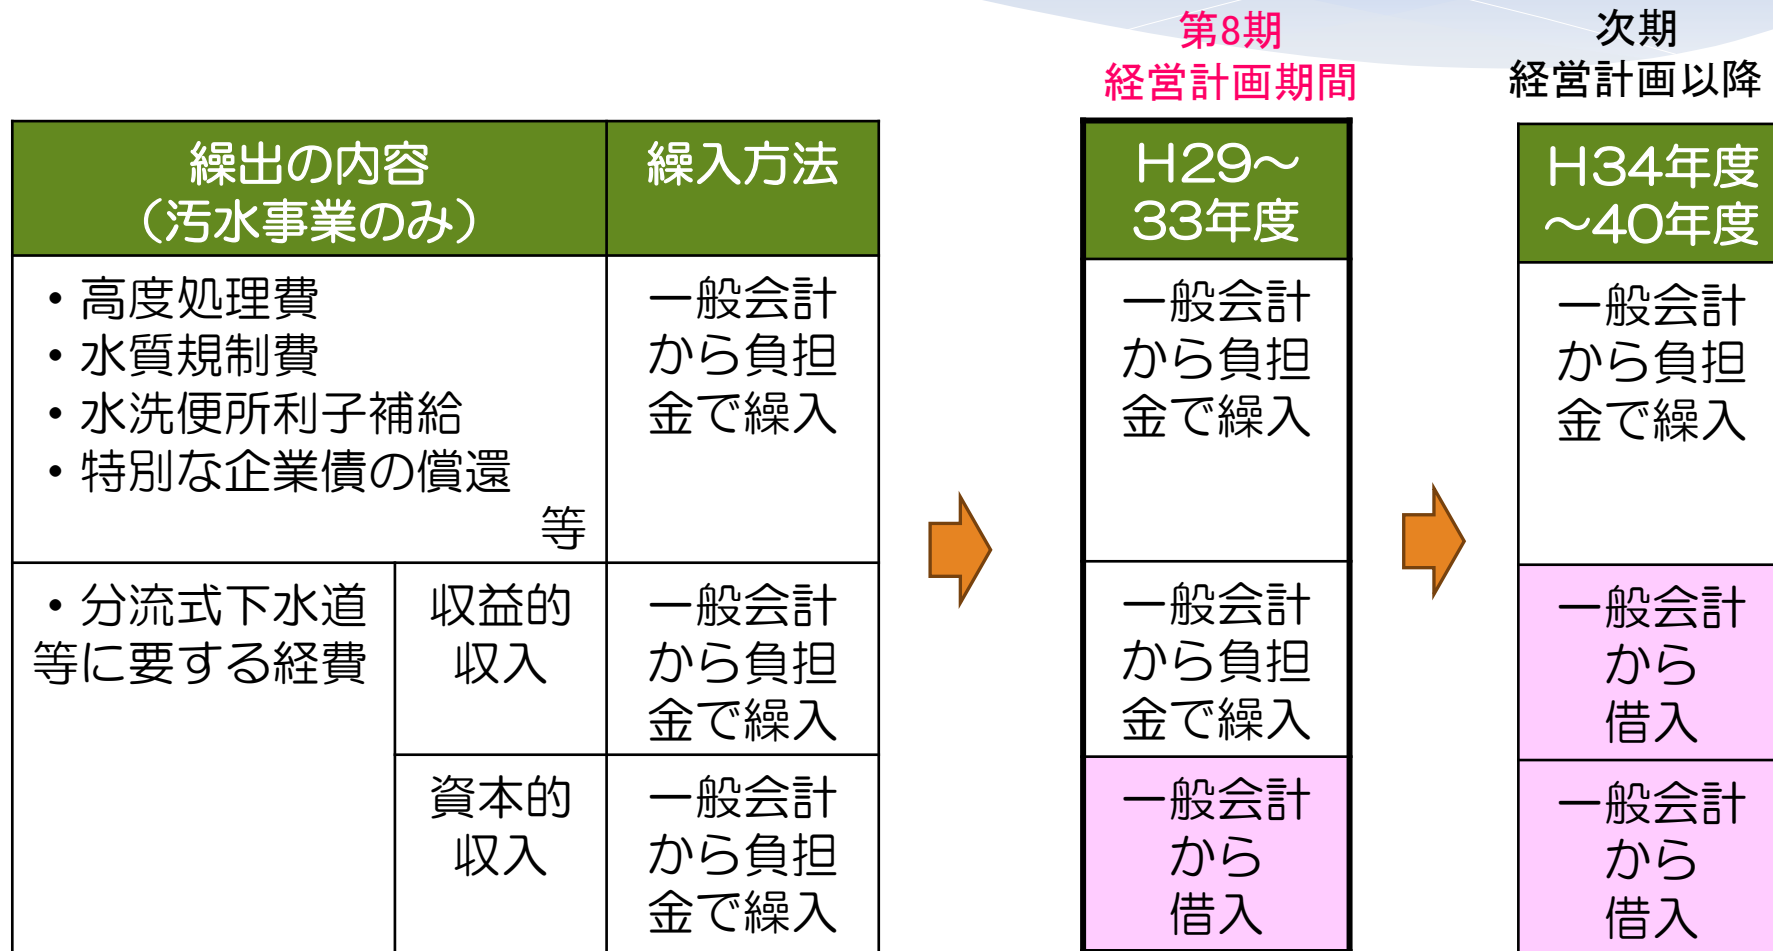 第8期
経営計画期間
次期
経営計画以降
繰出の内容
（汚水事業のみ）
繰入方法
H29～
33年度
H34年度
～40年度
・高度処理費
・水質規制費
・水洗便所利子補給
・特別な企業債の償還
等
一般会計
から負担
金で繰入
一般会計
から負担
金で繰入
一般会計
から負担
金で繰入
・分流式下水道
等に要する経費
収益的
収入
一般会計
から負担
金で繰入
一般会計
から負担
金で繰入
一般会計
から
借入
資本的
収入
一般会計
から負担
金で繰入
一般会計
から
借入
一般会計
から
借入